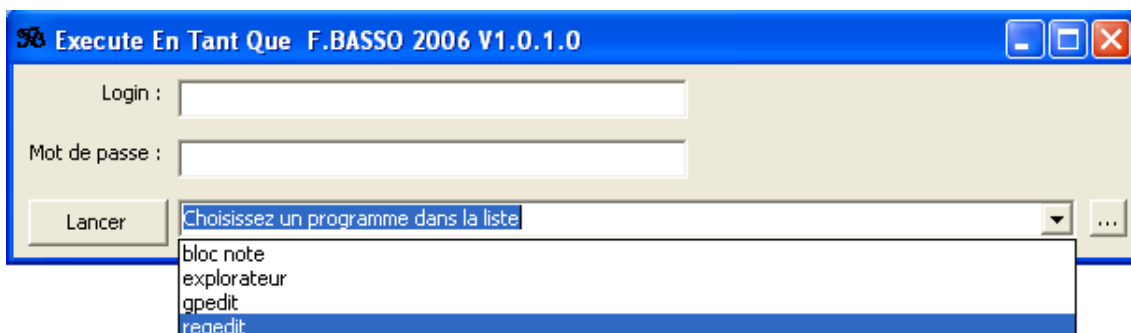 Execute En Tant Que F.BASSO 2006 V1.0.1.0
Login :
Mot de passe :
Lancer Choisissez un programme dans la liste ...
bloc note
explorateur
gpedit
regedit